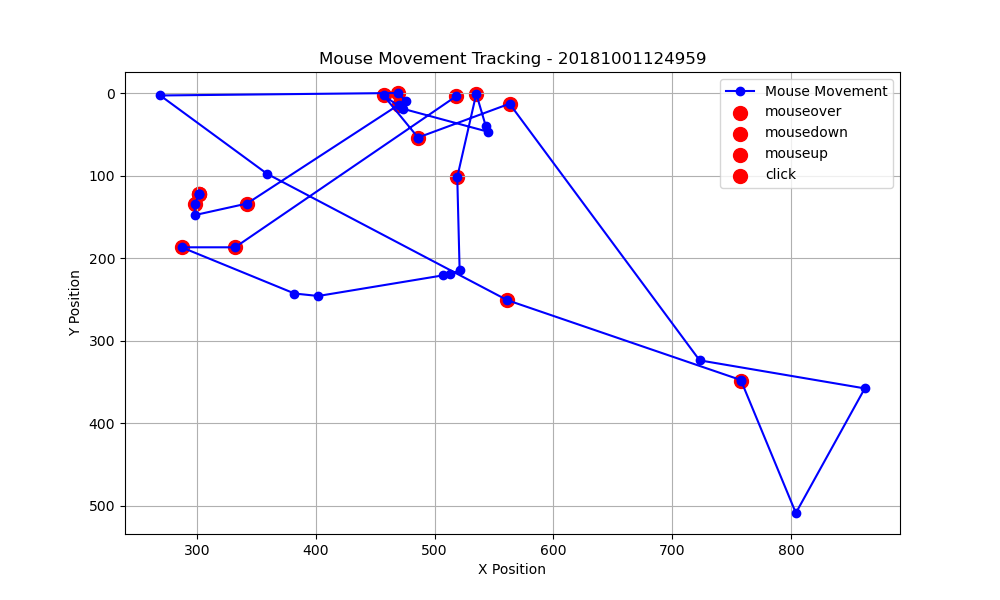 Mouse Movement Tracking - 20181001124959
Mouse Movement
mouseover
mousedown
mouseup
click
0
100
200
300
400
500
Y Position
300 400 500 600 700 800
X Position